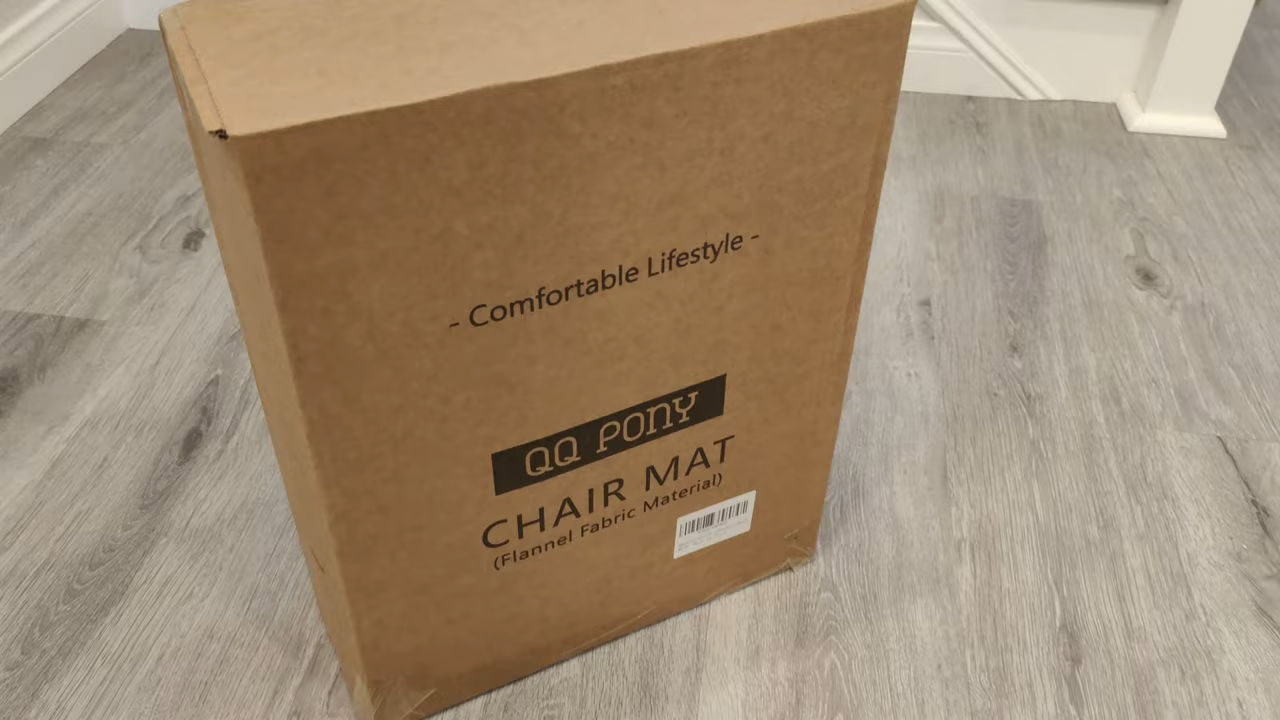 - Comfortable Lifestyle -
QQ PONY
CHAIR MAT
(Flannel Fabric Material)